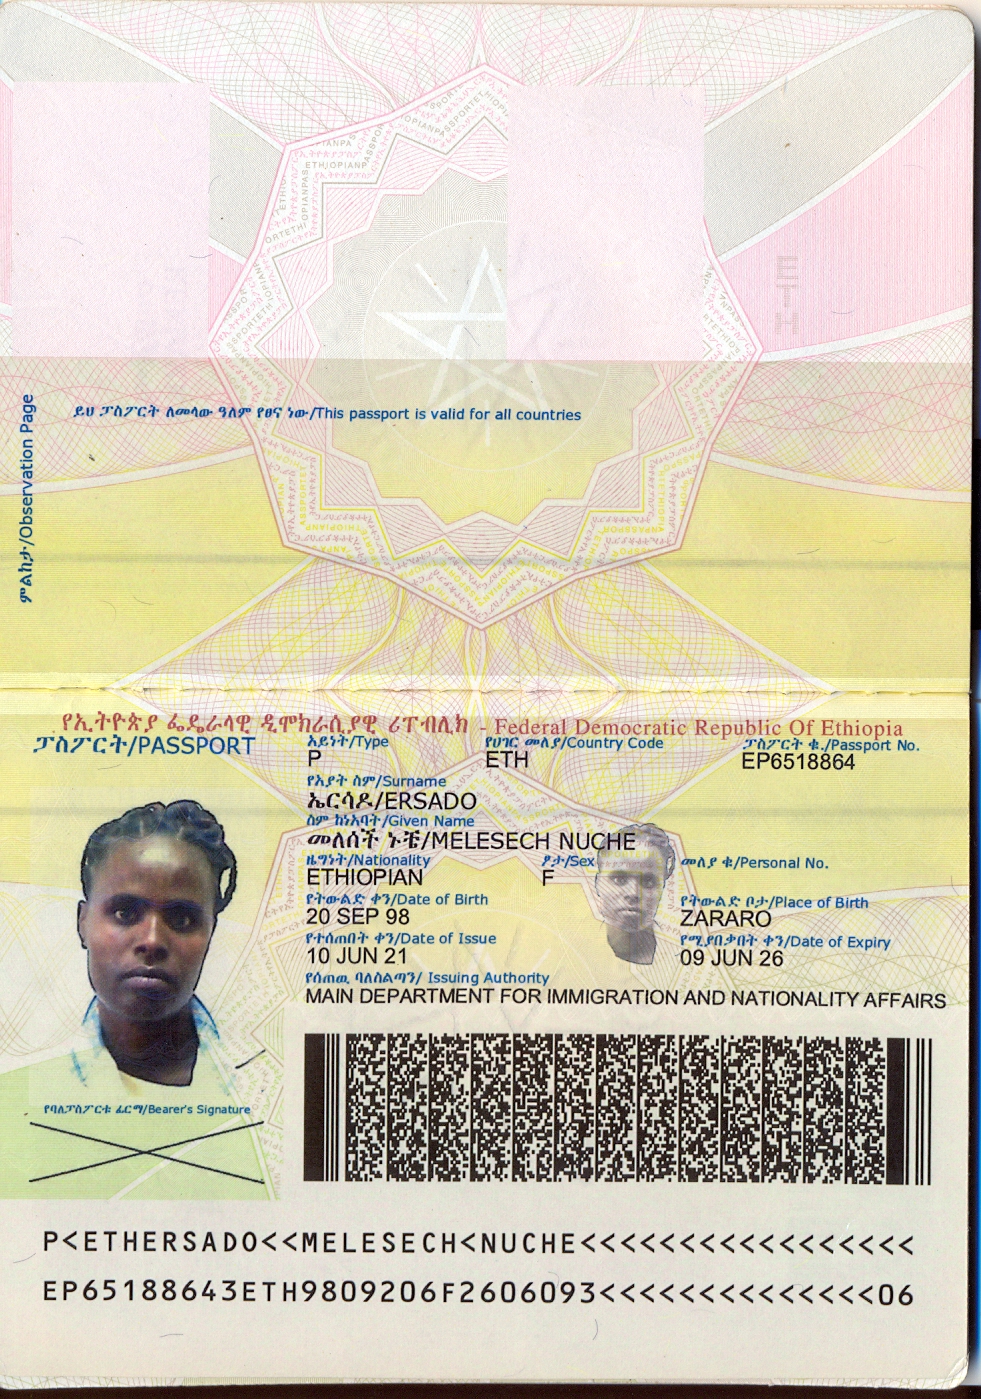 ይህ ፓስፖርት ለመላው ዓለም የፀና ነው/This passport is valid for all countries
ምልከታ/Observation Page
የኢትዮጵያ ፌዴራላዊ ዲሞክራሲያዊ ሪፐብሊክ - Federal Democratic Republic Of Ethiopia
ፓስፖርት/PASSPORT
አይነት/Type
የሀገር መለያ/Country Code
ፓስፖርት ቁ./Passport No.
P
ETH
EP6518864
የአያት ስም/Surname
ኤርሳዶ/ERSADO
ስም ከነአባት/Given Name
መለሰች ኑቼ/MELESECH NUCHE
ዜግነት/Nationality
ፆታ/Sex
መለያ ቁ/Personal No.
ETHIOPIAN
F
የትውልድ ቀን/Date of Birth
የትውልድ ቦታ/Place of Birth
20 SEP 98
ZARARO
የተሰጠበት ቀን/Date of Issue
የሚያበቃበት ቀን/Date of Expiry
10 JUN 21
09 JUN 26
የሰጠዉ ባለስልጣን/ Issuing Authority
MAIN DEPARTMENT FOR IMMIGRATION AND NATIONALITY AFFAIRS
የባለፓስፖርቱ ፊርማ/Bearer's Signature
P<ETHERSADO<<MELESECH<NUCHE<<<<<<<<<<<<<<<<<
EP65188643ETH9809206F2606093<<<<<<<<<<<<<<06